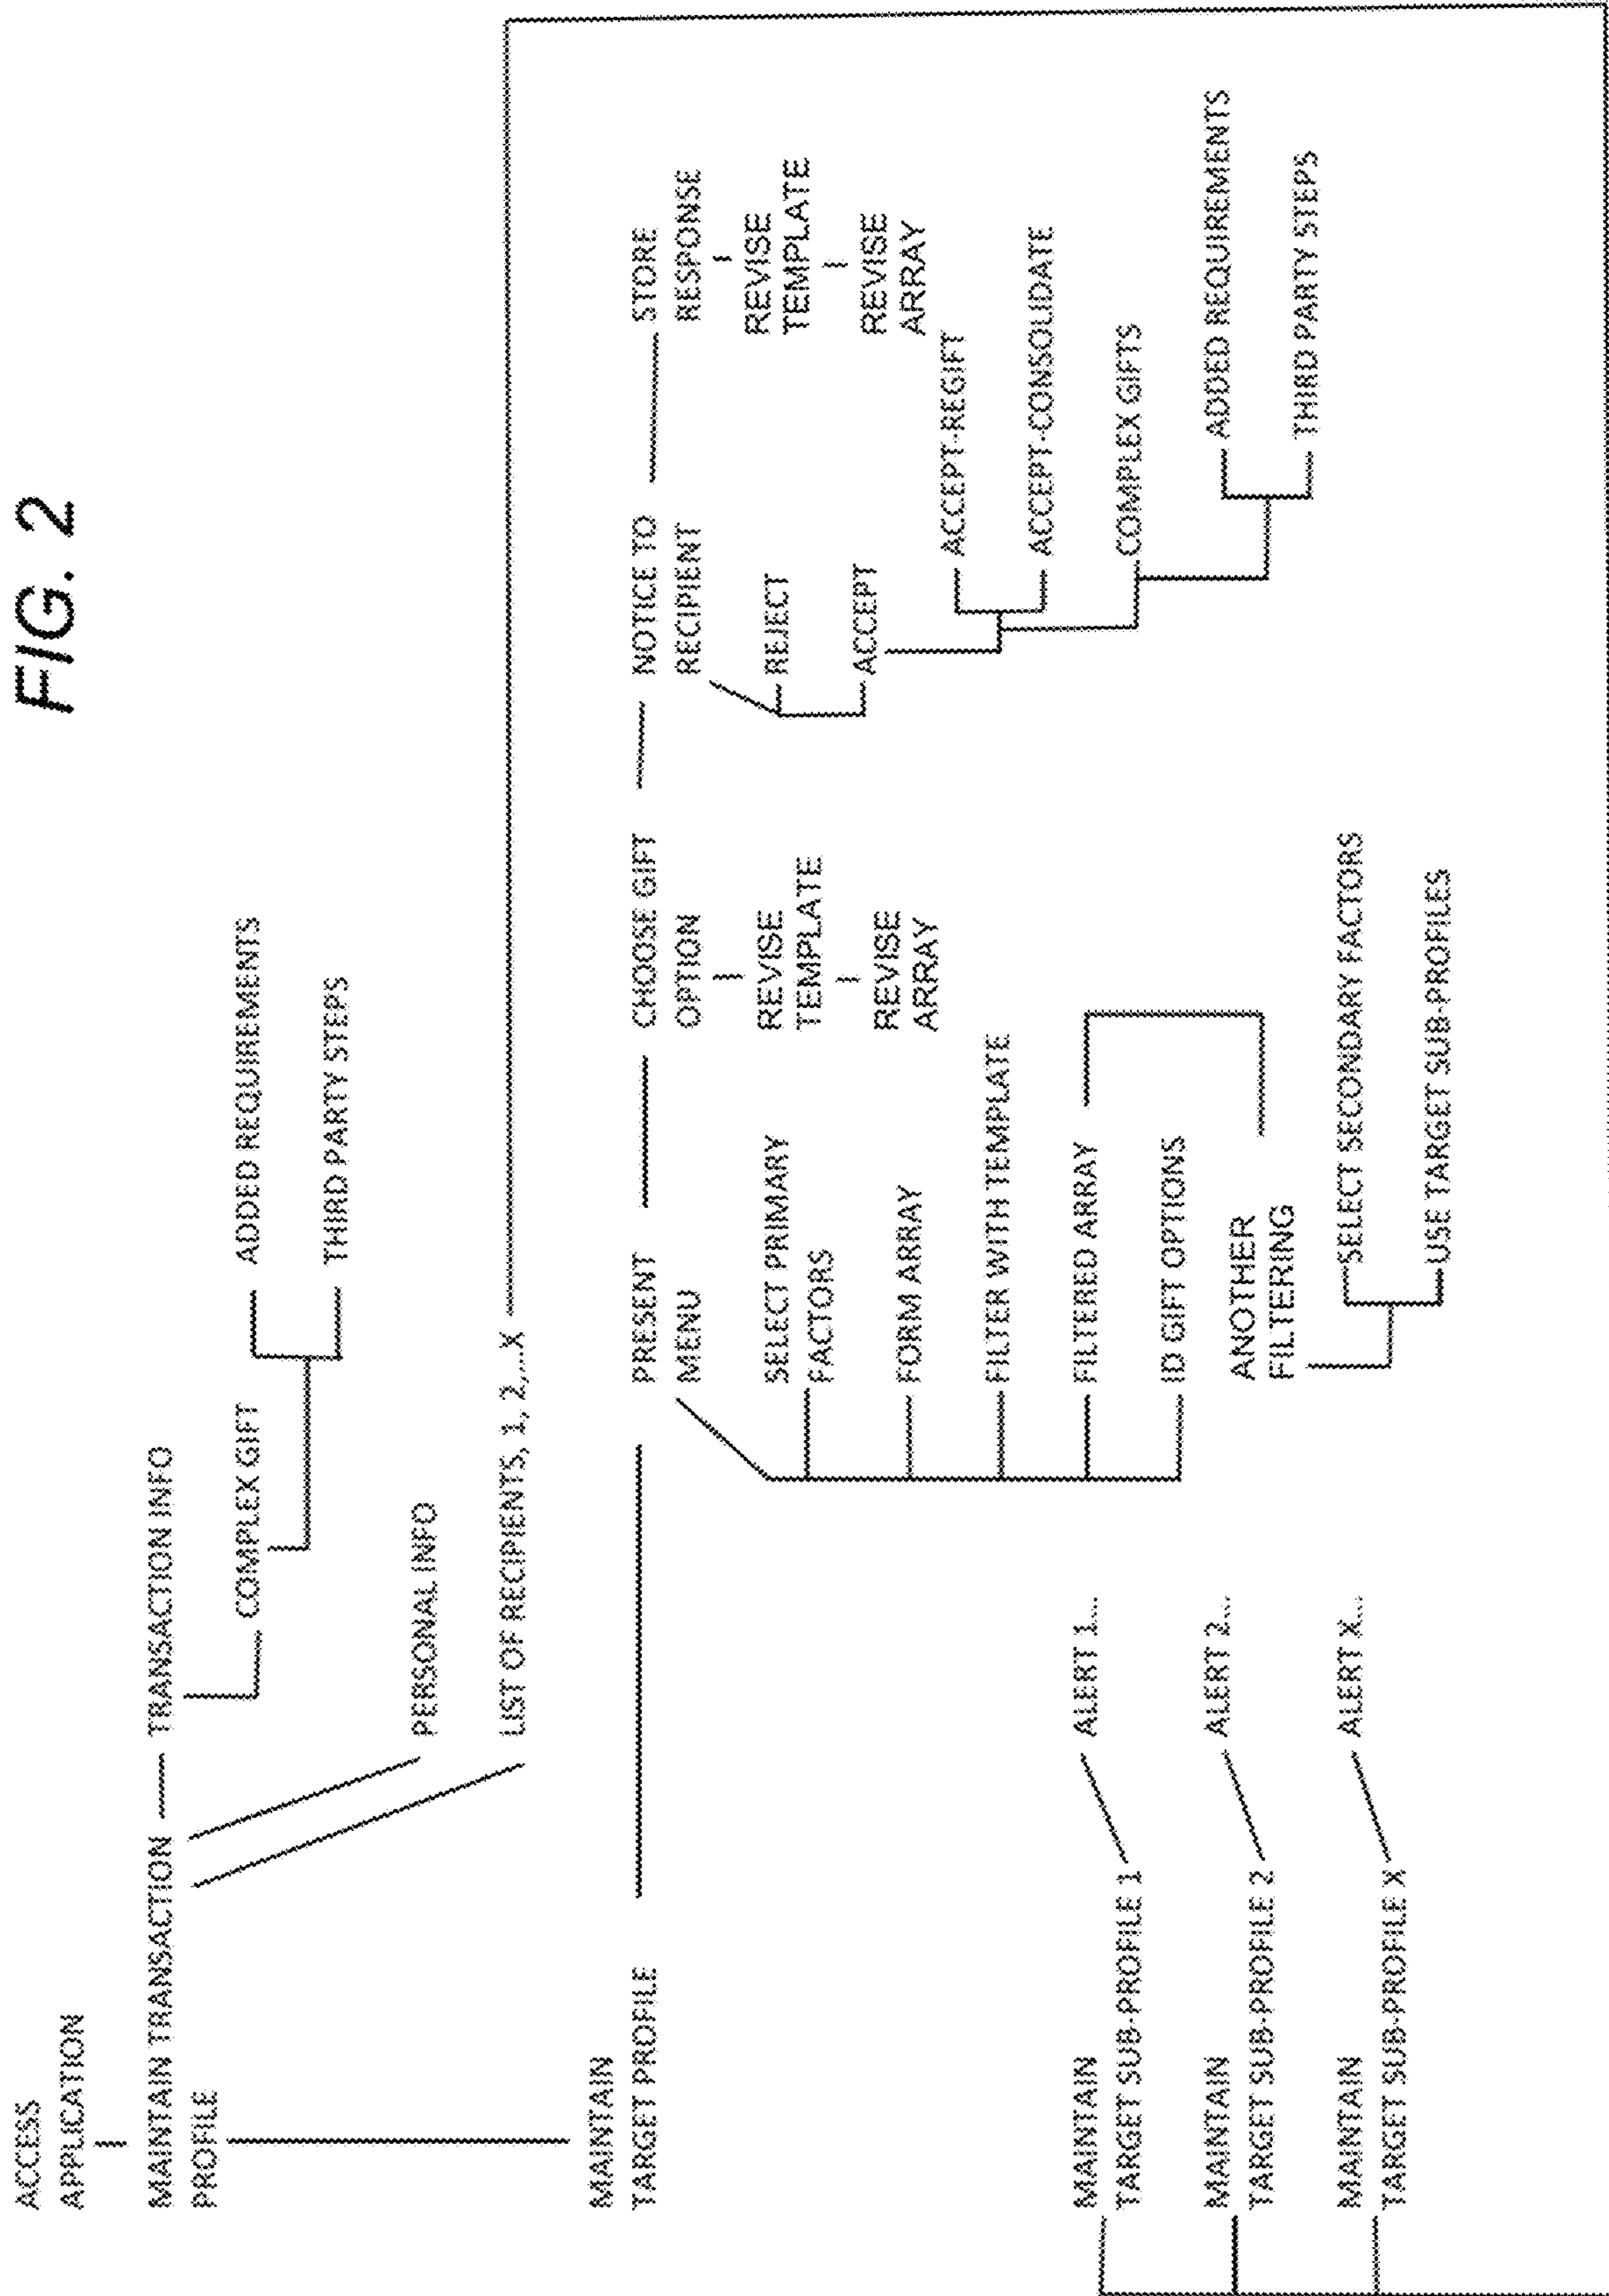 FIG. 2
ACCESS
APPLICATION
MAINTAIN TRANSACTION
PROFILE
TRANSACTION INFO
COMPLEX GIFT
ADDED REQUIREMENTS
THIRD PARTY STEPS
PERSONAL INFO
LIST OF RECIPIENTS, 1, 2,...X
MAINTAIN
TARGET PROFILE
PRESENT
MENU
SELECT PRIMARY
FACTORS
FORM ARRAY
FILTER WITH TEMPLATE
FILTERED ARRAY
ID GIFT OPTIONS
ANOTHER
FILTERING
SELECT SECONDARY FACTORS
USE TARGET SUB-PROFILES
CHOOSE GIFT
OPTION
REVISE
TEMPLATE
REVISE
ARRAY
NOTICE TO
RECIPIENT
REJECT
ACCEPT
ACCEPT-REGIFT
ACCEPT-CONSOLIDATE
COMPLEX GIFTS
ADDED REQUIREMENTS
THIRD PARTY STEPS
STORE
RESPONSE
REVISE
TEMPLATE
REVISE
ARRAY
MAINTAIN
TARGET SUB-PROFILE 1
ALERT 1...
MAINTAIN
TARGET SUB-PROFILE 2
ALERT 2...
MAINTAIN
TARGET SUB-PROFILE X
ALERT X...